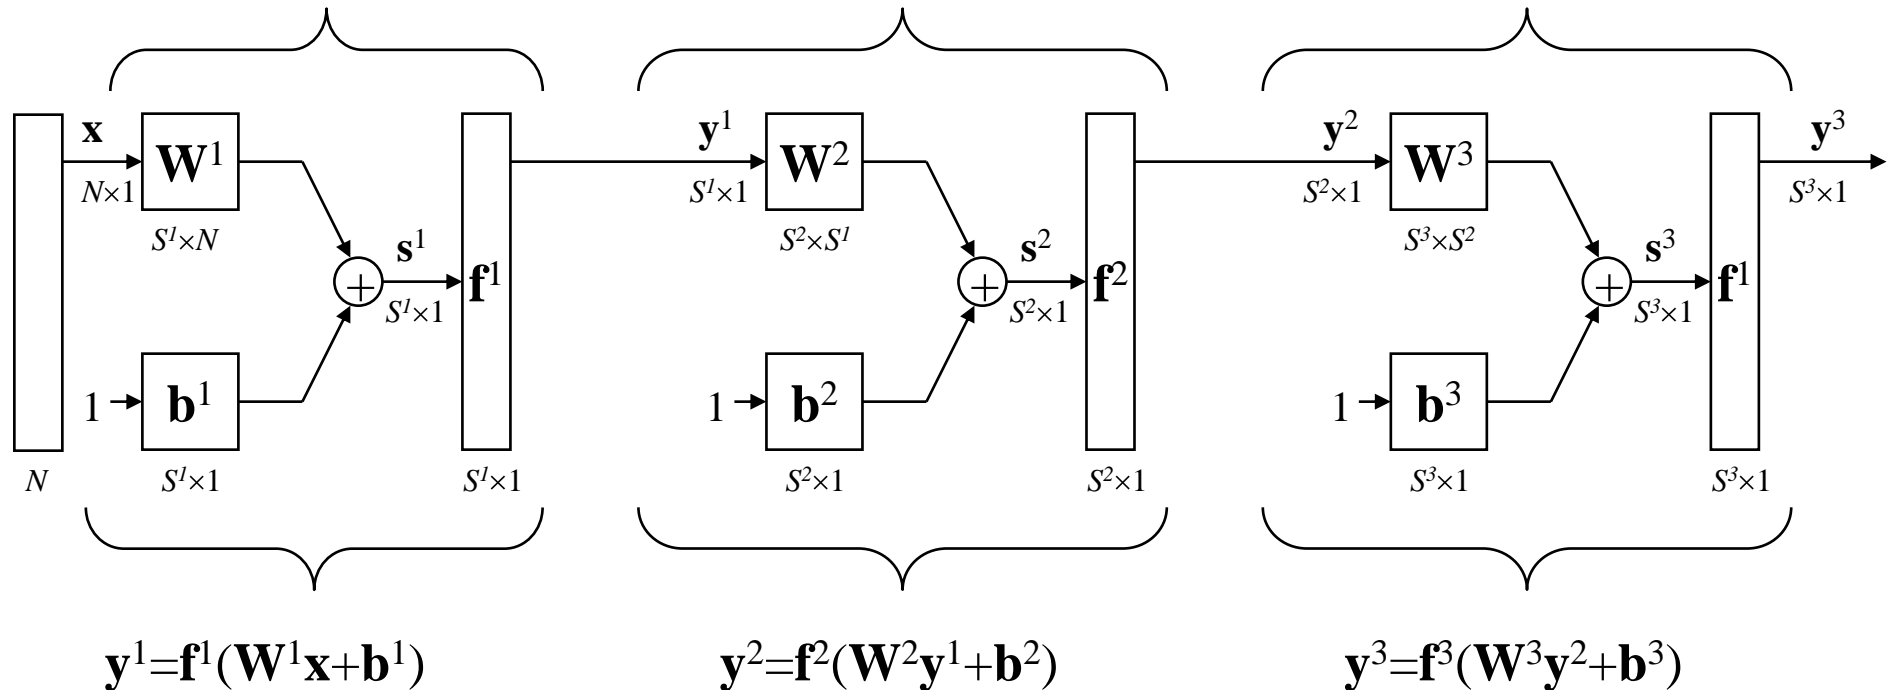 x
N×1
W¹
S¹×N
s¹
S¹×1
f¹
1
b¹
N
S¹×1
S¹×1
y¹=f¹(W¹x+b¹)
y¹
S¹×1
W²
S²×S¹
s²
S²×1
f²
1
b²
S²×1
S²×1
y²=f²(W²y¹+b²)
y²
S²×1
W³
S³×S²
s³
S³×1
f¹
1
b³
S³×1
S³×1
y³
S³×1
y³=f³(W³y²+b³)